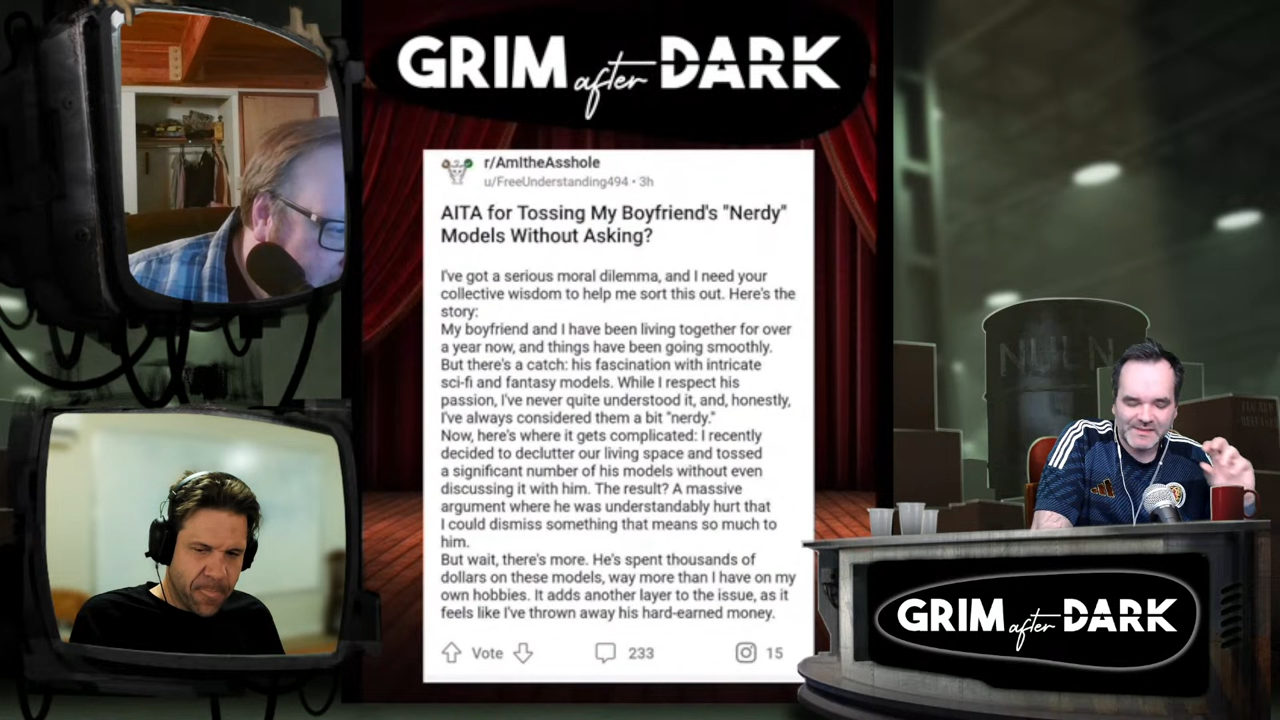 GRIM after DARK
r/AmItheAsshole
u/FreeUnderstanding494 • 3h
AITA for Tossing My Boyfriend's "Nerdy"
Models Without Asking?
I've got a serious moral dilemma, and I need your
collective wisdom to help me sort this out. Here's the
story:
My boyfriend and I have been living together for over
a year now, and things have been going smoothly.
But there's a catch: his fascination with intricate
sci-fi and fantasy models. While I respect his
passion, I've never quite understood it, and, honestly,
I've always considered them a bit "nerdy."
Now, here's where it gets complicated: I recently
decided to declutter our living space and tossed
a significant number of his models without even
discussing it with him. The result? A massive
argument where he was understandably hurt that
I could dismiss something that means so much to
him.
But wait, there's more. He's spent thousands of
dollars on these models, way more than I have on my
own hobbies. It adds another layer to the issue, as it
feels like I've thrown away his hard-earned money.
Vote 233 15
GRIM after DARK